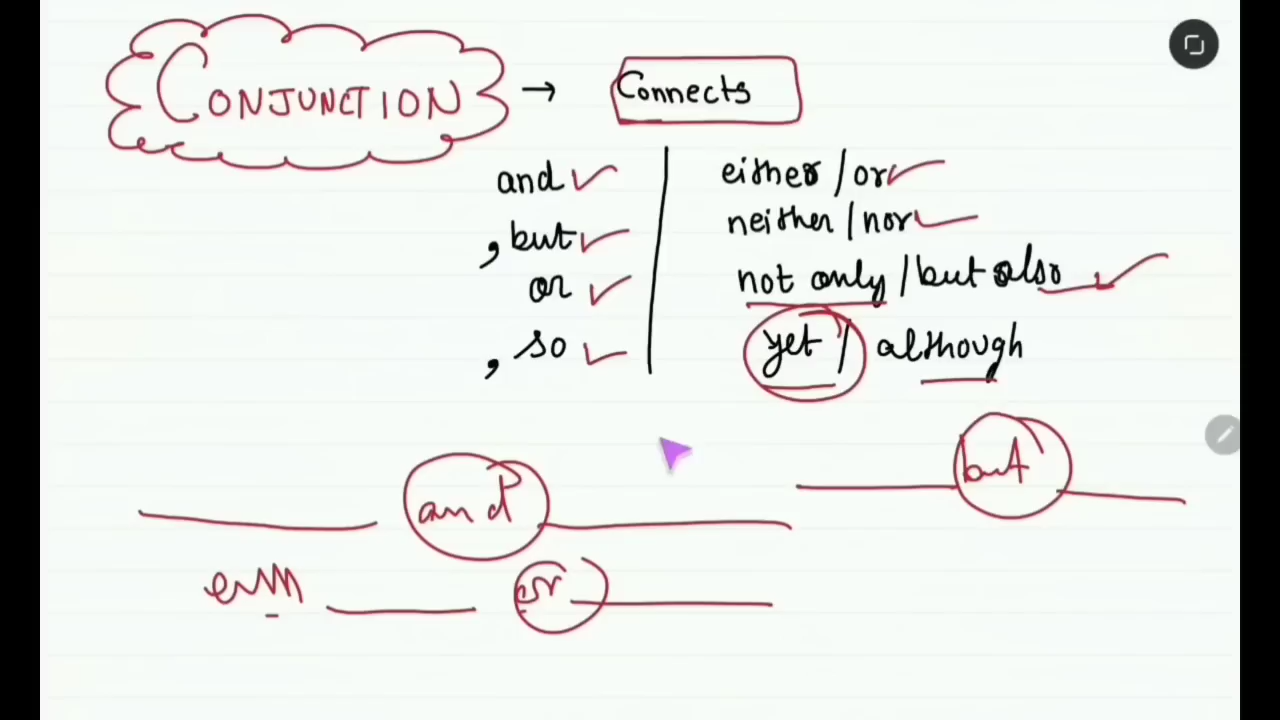 CONJUNCTION → Connects
and ✓
, but ✓
or ✓
, so ✓
either / or ✓
neither / nor ✓
not only / but also ✓
yet / although
and
but
or